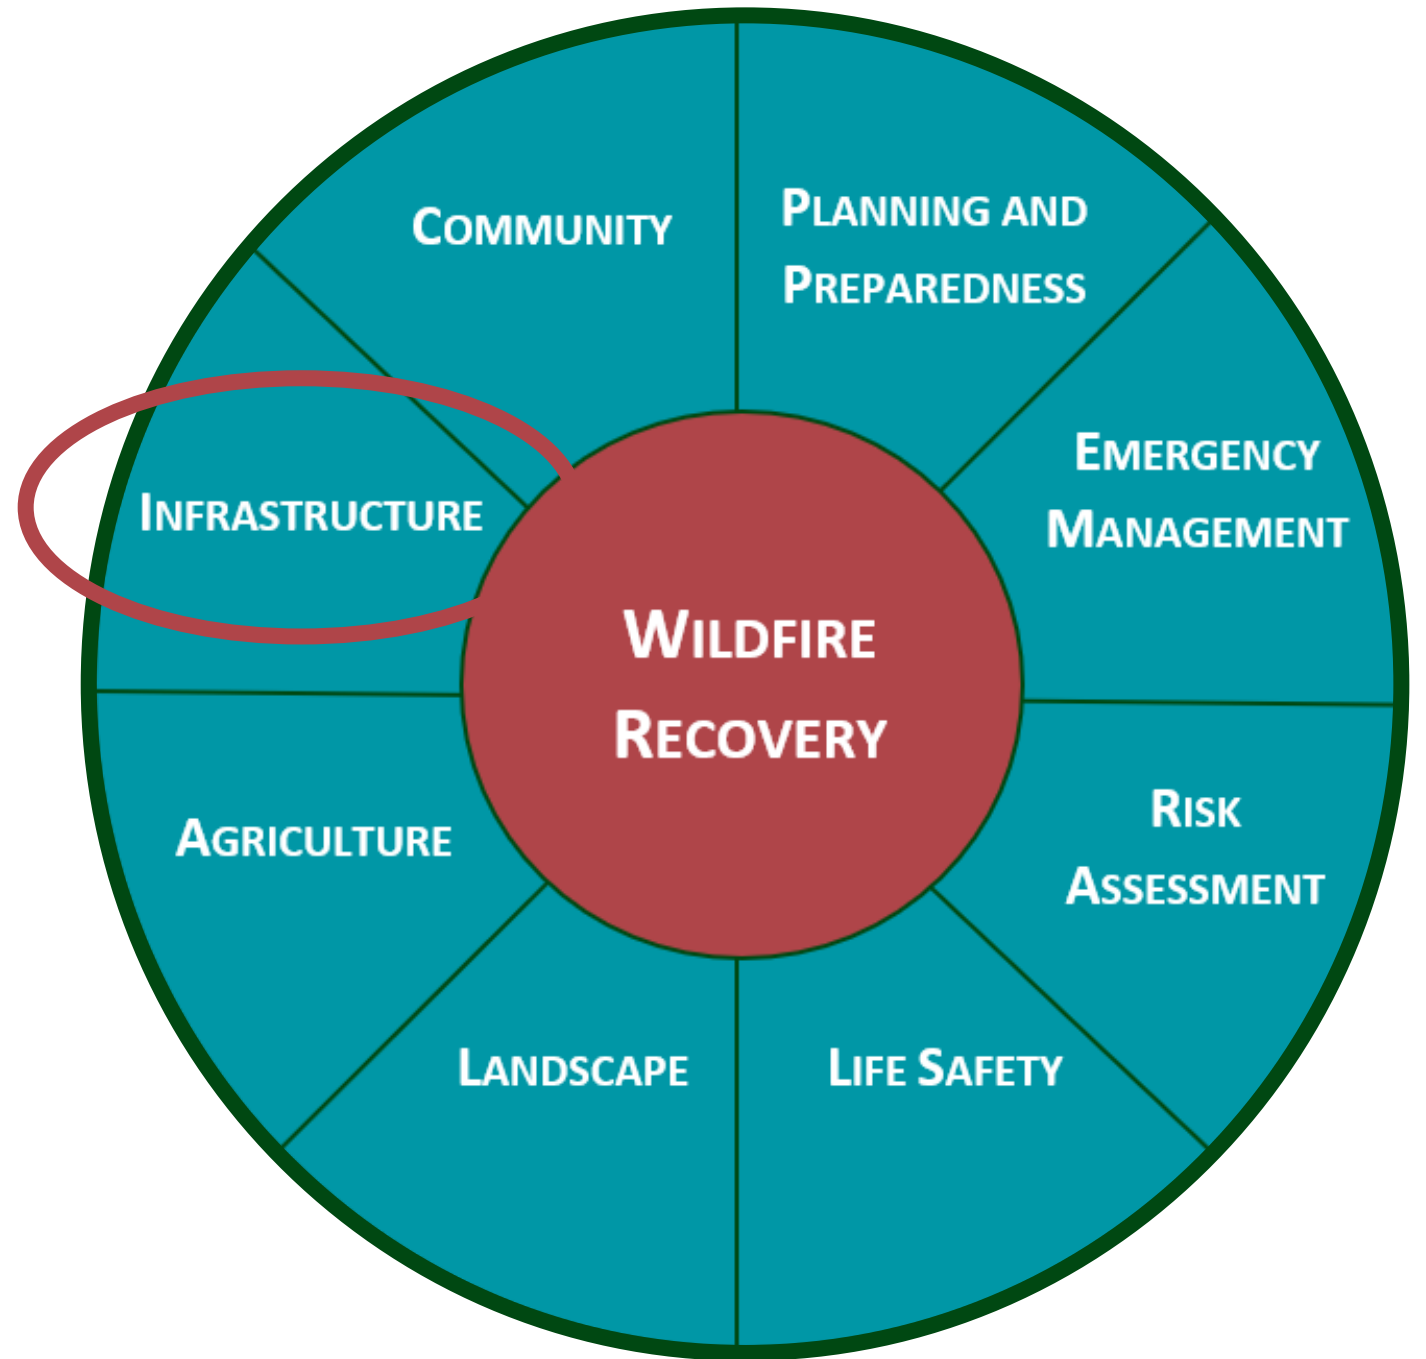 COMMUNITY
PLANNING AND
PREPAREDNESS
EMERGENCY
MANAGEMENT
INFRASTRUCTURE
WILDFIRE
RECOVERY
RISK
ASSESSMENT
AGRICULTURE
LANDSCAPE
LIFE SAFETY